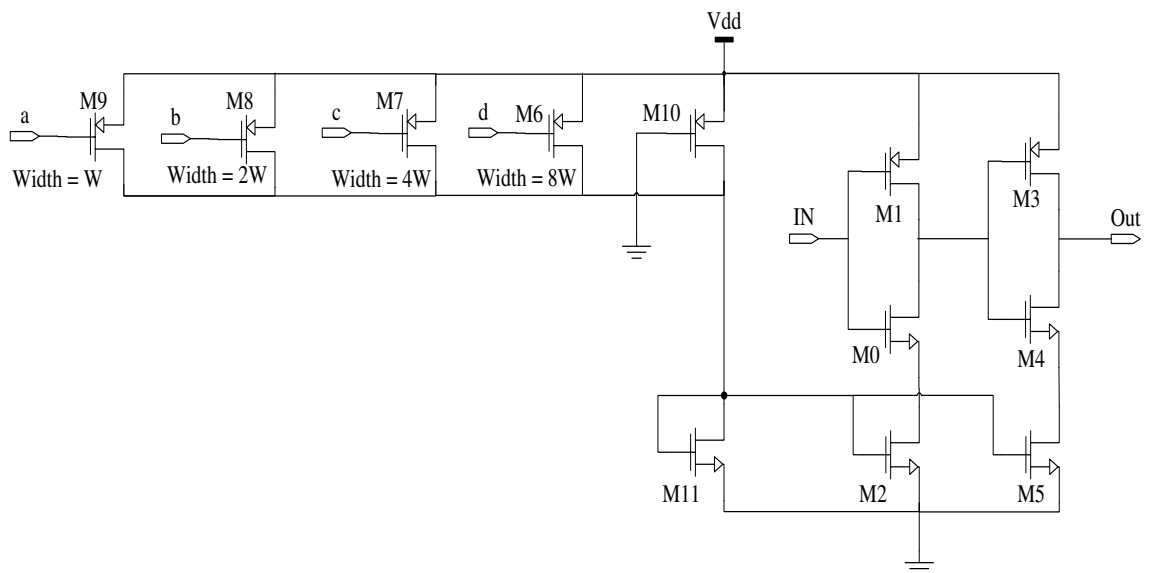 Vdd
M9
a
Width = W
M8
b
Width = 2W
M7
c
Width = 4W
d
M6
Width = 8W
M10
IN
M1
M3
Out
M0
M4
M11
M2
M5